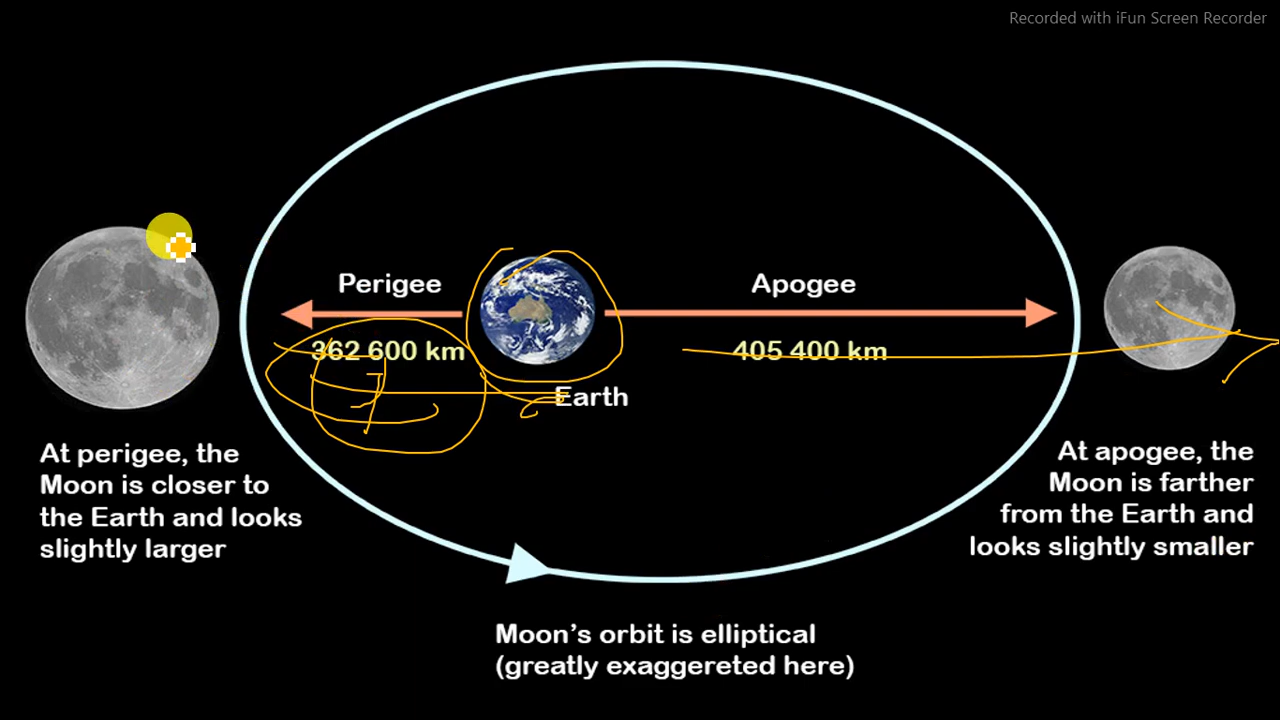 Recorded with iFun Screen Recorder
Perigee
Apogee
362 600 km
405 400 km
Earth
At perigee, the
Moon is closer to
the Earth and looks
slightly larger
At apogee, the
Moon is farther
from the Earth and
looks slightly smaller
Moon's orbit is elliptical
(greatly exaggereted here)